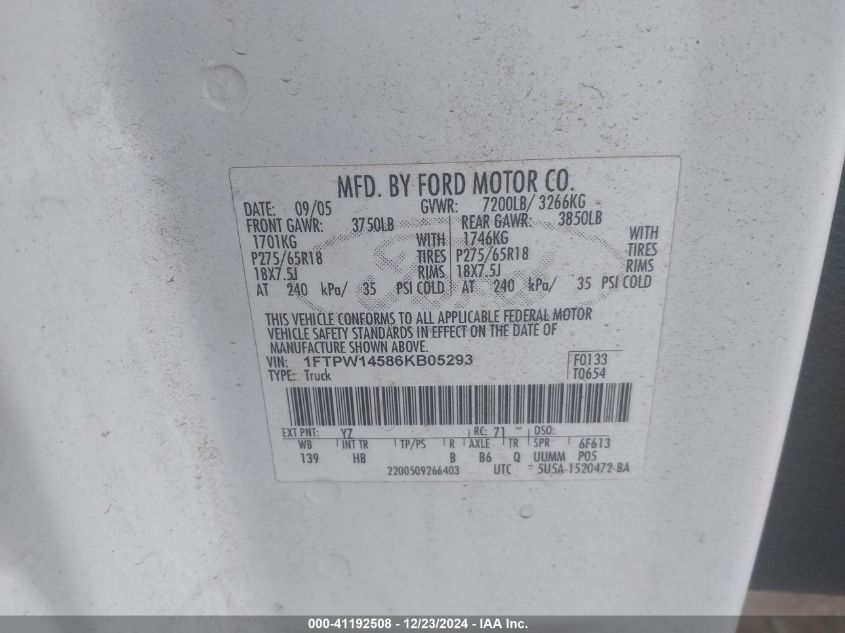 MFD. BY FORD MOTOR CO.
DATE: 09/05 GVWR: 7200LB/ 3266KG
FRONT GAWR: 3750LB REAR GAWR: 3850LB
1701KG WITH 1746KG WITH
P275/65R18 TIRES P275/65R18 TIRES
18X7.5J RIMS 18X7.5J RIMS
AT 240 kPa/ 35 PSI COLD AT 240 kPa/ 35 PSI COLD
Ford
THIS VEHICLE CONFORMS TO ALL APPLICABLE FEDERAL MOTOR
VEHICLE SAFETY STANDARDS IN EFFECT ON THE DATE OF
MANUFACTURE SHOWN ABOVE.
VIN: 1FTPW14586KB05293 F0133
TYPE: Truck T0654
EXT PNT: YZ RC: 71 DSO:
WB INT TR TP/PS R AXLE TR SPR 6F613
139 HB B B6 Q UUMM P05
2200509266403 UTC 5U5A-1520472-BA
000-41192508 - 12/23/2024 - IAA Inc.